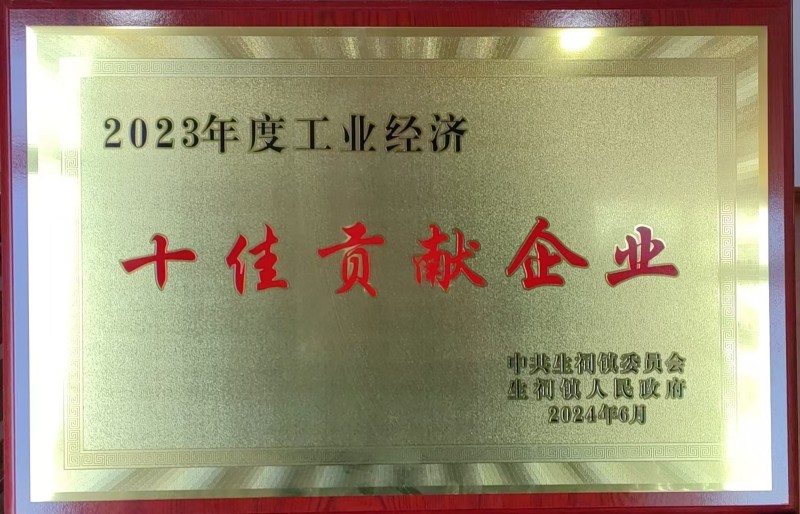 2023年度工业经济
十佳贡献企业
中共生祠镇委员会
生祠镇人民政府
2024年6月